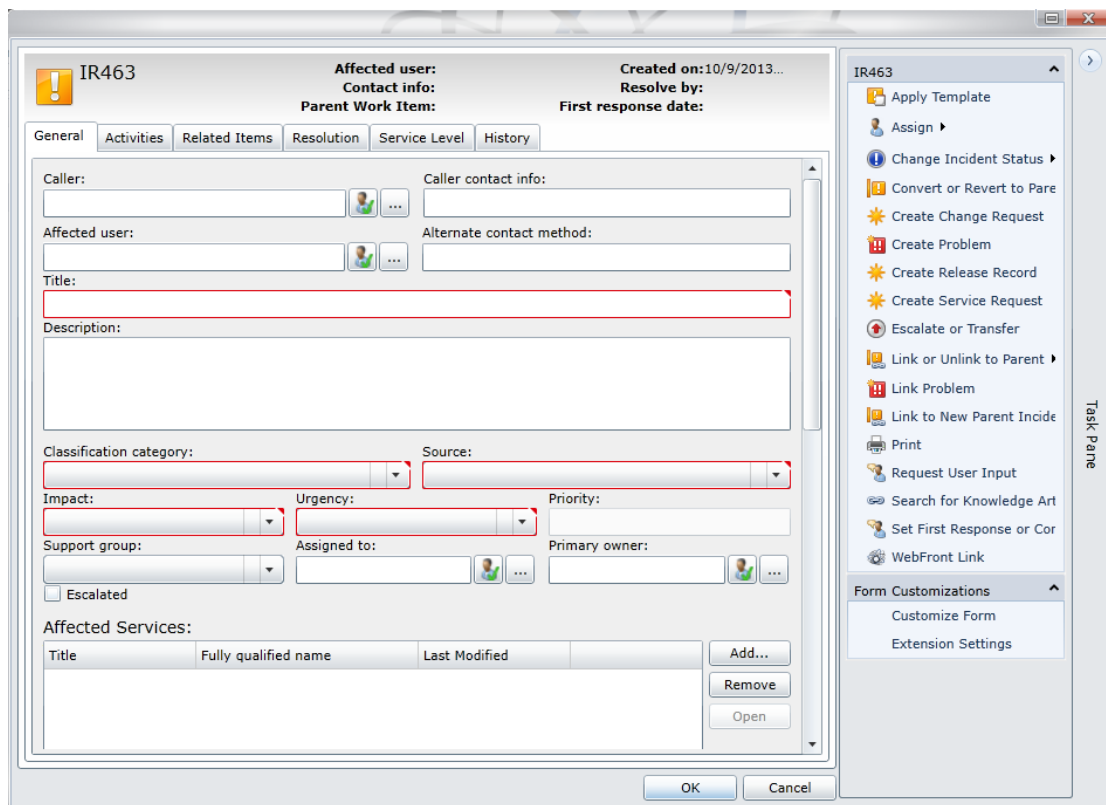 IR463
Affected user:
Contact info:
Parent Work Item:
Created on:10/9/2013...
Resolve by:
First response date:
General
Activities
Related Items
Resolution
Service Level
History
Caller:
Caller contact info:
...
Affected user:
Alternate contact method:
...
Title:
Description:
Classification category:
Source:
Impact:
Urgency:
Priority:
Support group:
Assigned to:
Primary owner:
...
...
Escalated
Affected Services:
Title
Fully qualified name
Last Modified
Add...
Remove
Open
OK
Cancel
IR463
Apply Template
Assign
Change Incident Status
Convert or Revert to Pare
Create Change Request
Create Problem
Create Release Record
Create Service Request
Escalate or Transfer
Link or Unlink to Parent
Link Problem
Link to New Parent Incide
Print
Request User Input
Search for Knowledge Art
Set First Response or Cor
WebFront Link
Form Customizations
Customize Form
Extension Settings
Task Pane